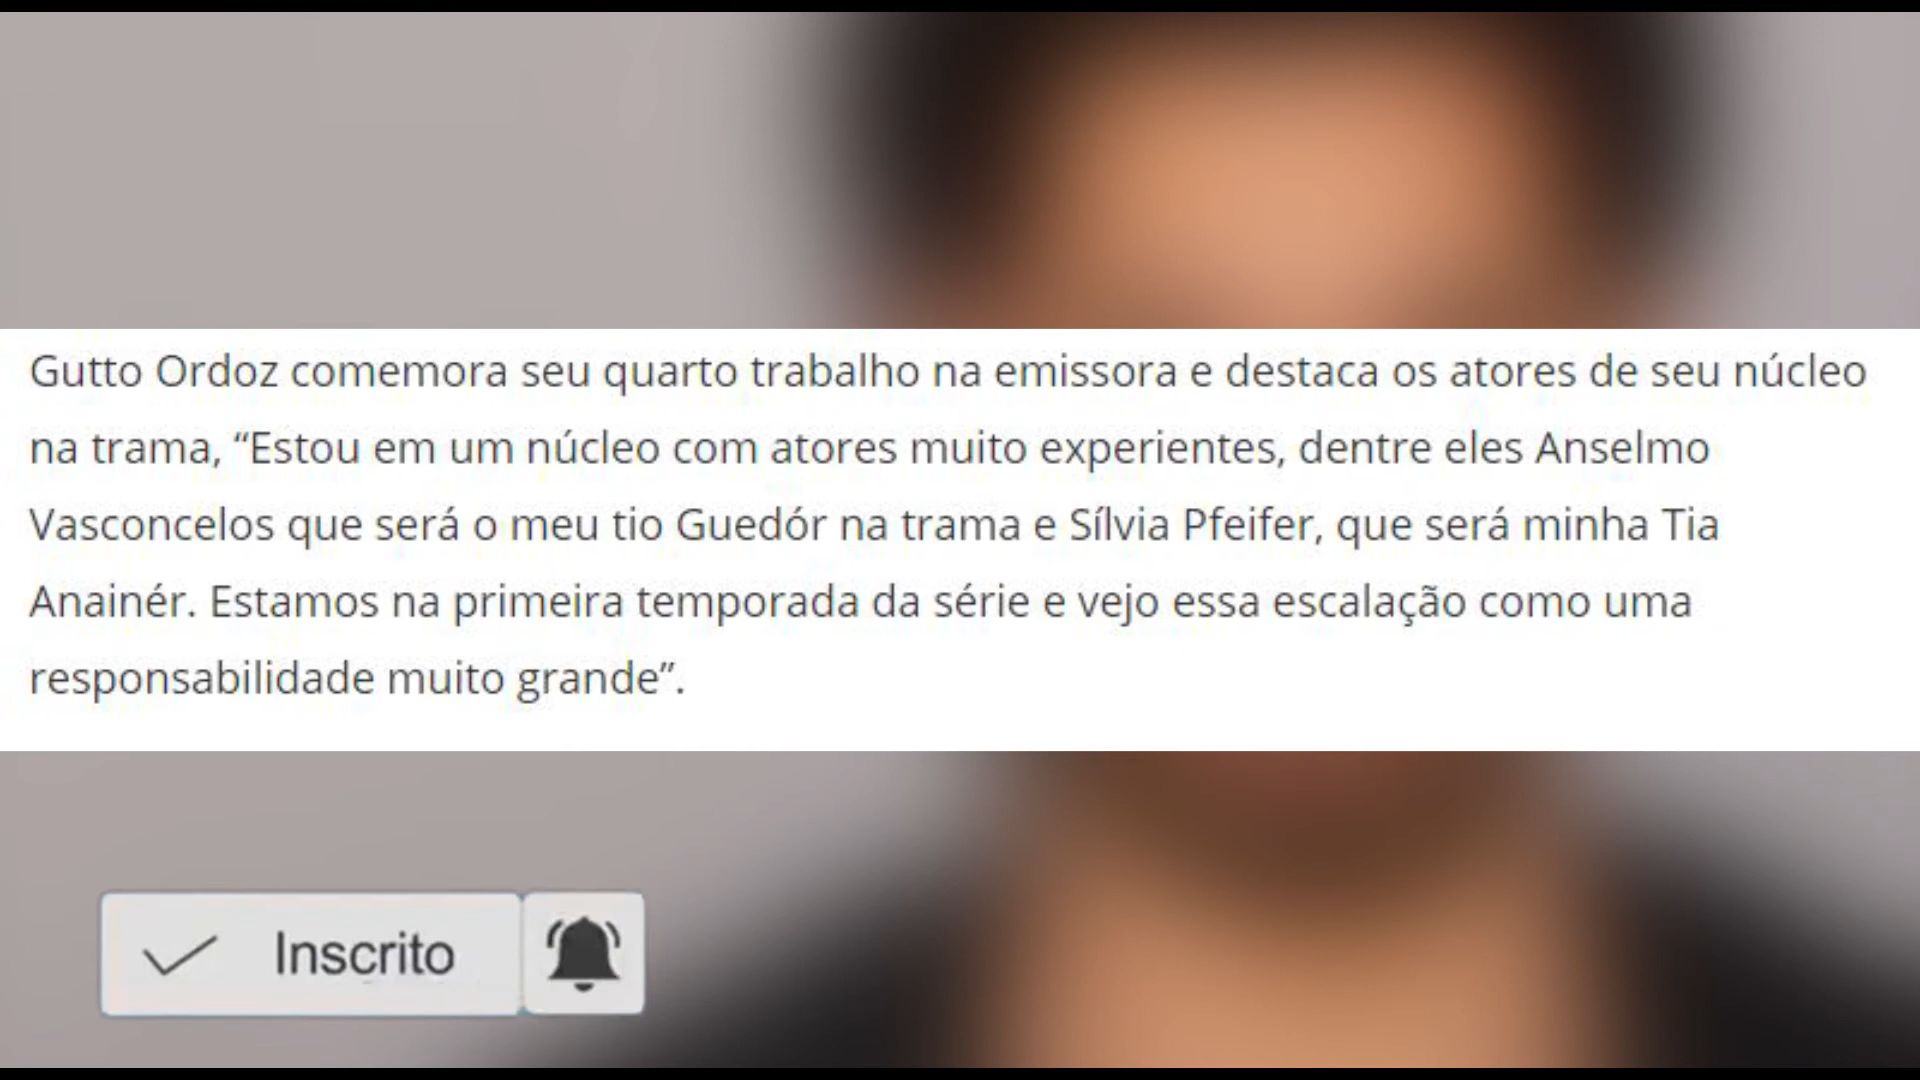 Gutto Ordoz comemora seu quarto trabalho na emissora e destaca os atores de seu núcleo
na trama, “Estou em um núcleo com atores muito experientes, dentre eles Anselmo
Vasconcelos que será o meu tio Guedór na trama e Sílvia Pfeifer, que será minha Tia
Anainér. Estamos na primeira temporada da série e vejo essa escalação como uma
responsabilidade muito grande”.
Inscrito